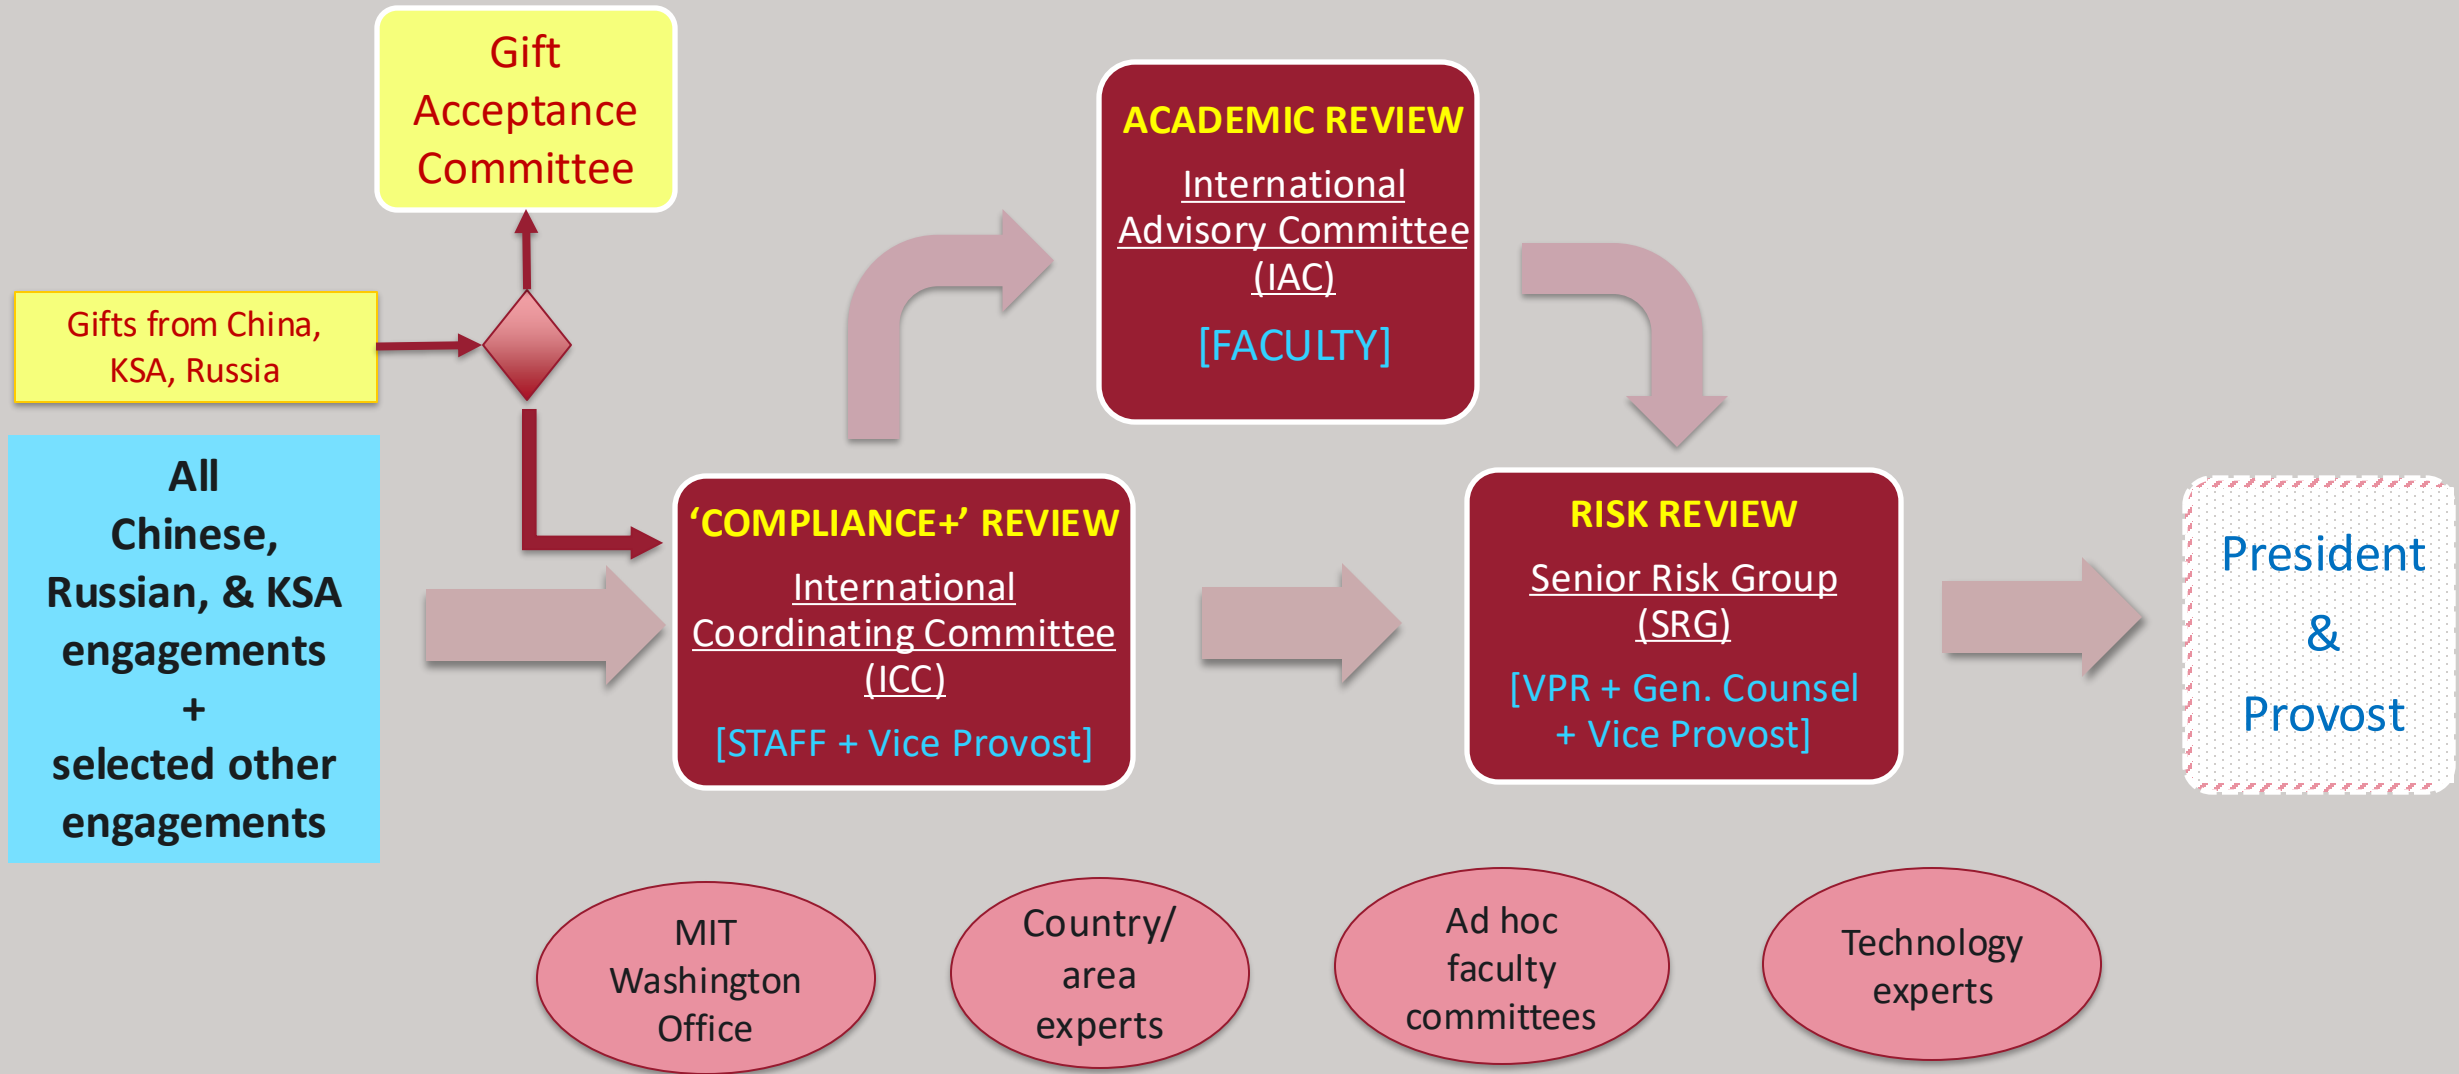 Gift
Acceptance
Committee
Gifts from China,
KSA, Russia
All
Chinese,
Russian, & KSA
engagements
+
selected other
engagements
ACADEMIC REVIEW
International
Advisory Committee
(IAC)
[FACULTY]
‘COMPLIANCE+’ REVIEW
International
Coordinating Committee
(ICC)
[STAFF + Vice Provost]
RISK REVIEW
Senior Risk Group
(SRG)
[VPR + Gen. Counsel
+ Vice Provost]
President
&
Provost
MIT
Washington
Office
Country/
area
experts
Ad hoc
faculty
committees
Technology
experts